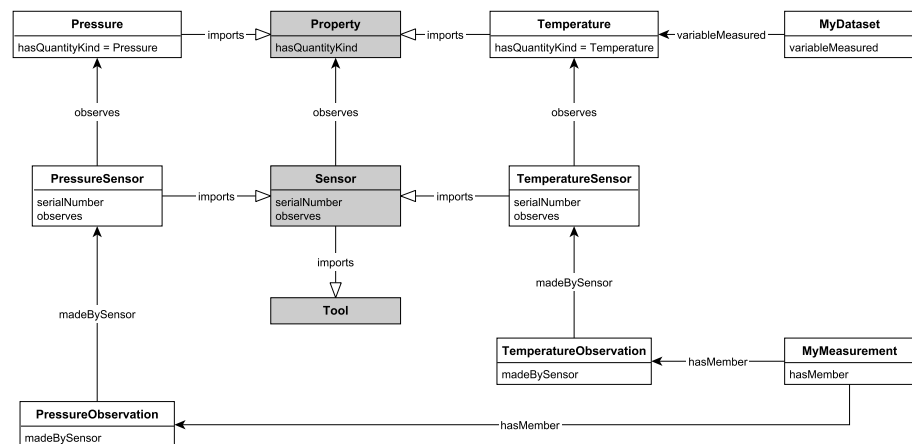 Pressure
hasQuantityKind = Pressure
imports
Property
hasQuantityKind
imports
Temperature
hasQuantityKind = Temperature
variableMeasured
MyDataset
variableMeasured
observes
observes
observes
PressureSensor
serialNumber
observes
imports
Sensor
serialNumber
observes
imports
TemperatureSensor
serialNumber
observes
imports
Tool
madeBySensor
madeBySensor
TemperatureObservation
madeBySensor
hasMember
MyMeasurement
hasMember
PressureObservation
madeBySensor
hasMember